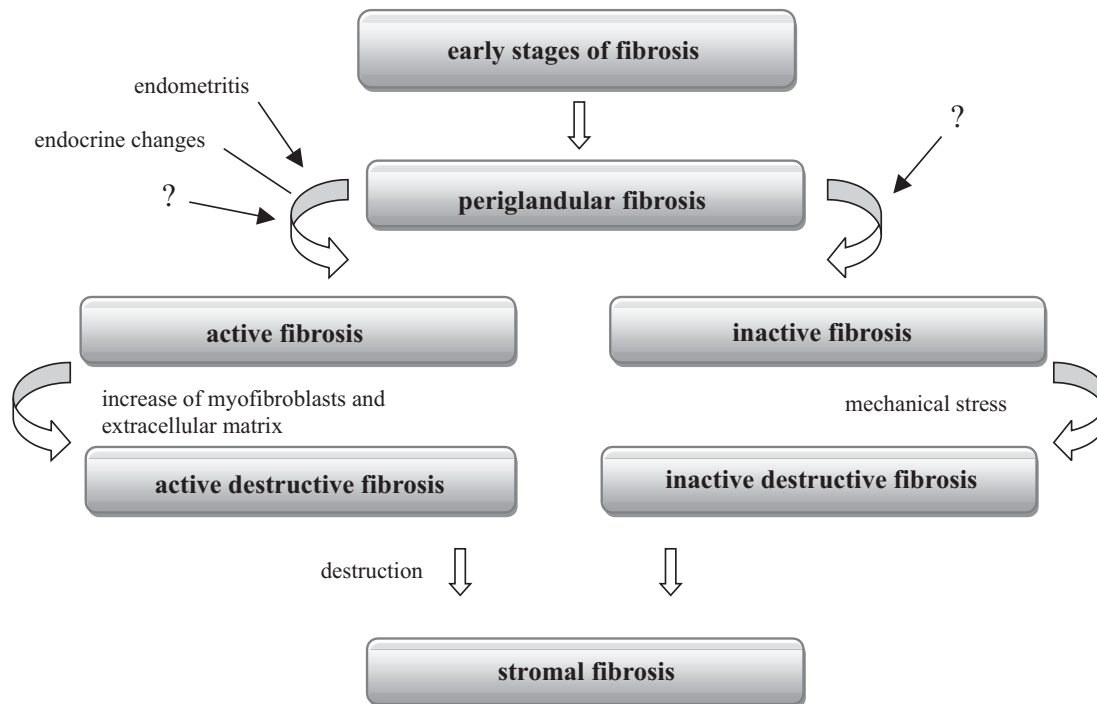 early stages of fibrosis
endometritis
endocrine changes
?
?
periglandular fibrosis
active fibrosis
inactive fibrosis
increase of myofibroblasts and
extracellular matrix
mechanical stress
active destructive fibrosis
inactive destructive fibrosis
destruction
stromal fibrosis